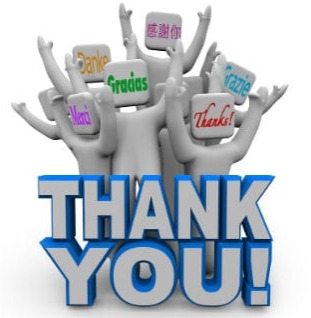 感謝你
Danke
Gracias
Grazie
Merci
Thanks!
THANK
YOU!